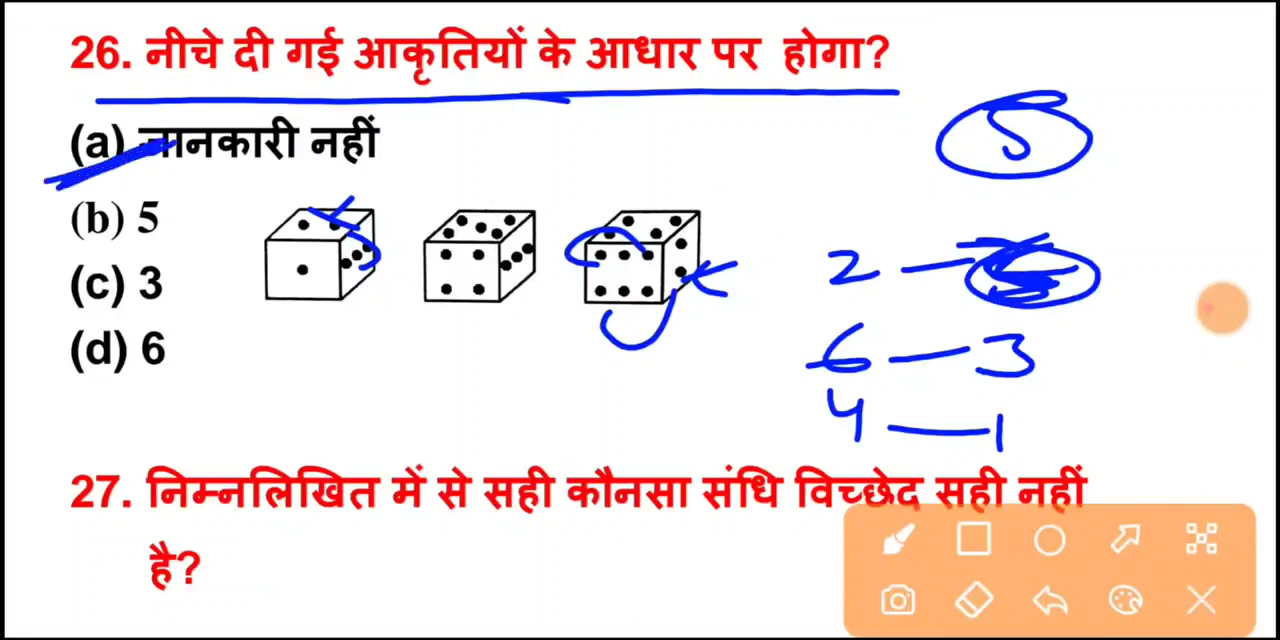 26. नीचे दी गई आकृतियों के आधार पर होगा?
(a) जानकारी नहीं
5
(b) 5
(c) 3
2 —
(d) 6
6 — 3
4 — 1
27. निम्नलिखित में से सही कौनसा संधि विच्छेद सही नहीं
है?